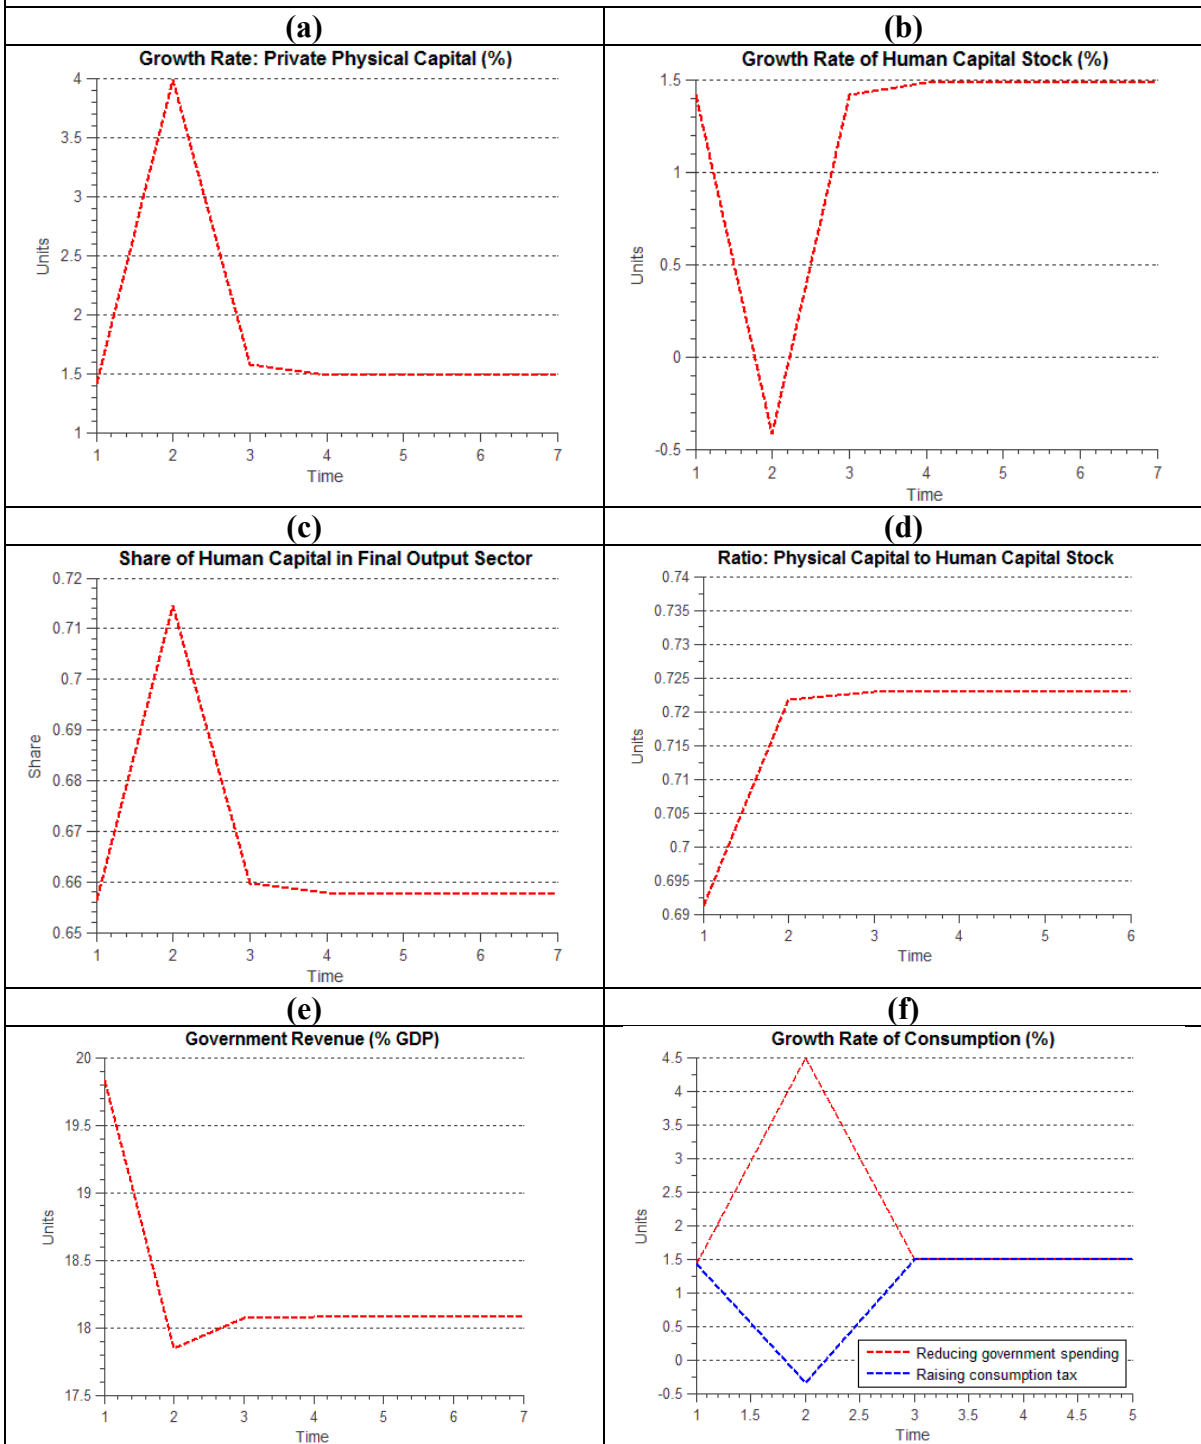 (a)
(b)
Growth Rate: Private Physical Capital (%)
4
3.5
3
2.5
2
1.5
1
Units
1 2 3 4 5 6 7
Time
Growth Rate of Human Capital Stock (%)
1.5
1
0.5
0
-0.5
Units
1 2 3 4 5 6 7
Time
(c)
(d)
Share of Human Capital in Final Output Sector
0.72
0.71
0.7
0.69
0.68
0.67
0.66
0.65
Share
1 2 3 4 5 6 7
Time
Ratio: Physical Capital to Human Capital Stock
0.74
0.735
0.73
0.725
0.72
0.715
0.71
0.705
0.7
0.695
0.69
Units
1 2 3 4 5 6
Time
(e)
(f)
Government Revenue (% GDP)
20
19.5
19
18.5
18
17.5
Units
1 2 3 4 5 6 7
Time
Growth Rate of Consumption (%)
4.5
4
3.5
3
2.5
2
1.5
1
0.5
0
-0.5
Units
Reducing government spending
Raising consumption tax
1 1.5 2 2.5 3 3.5 4 4.5 5
Time